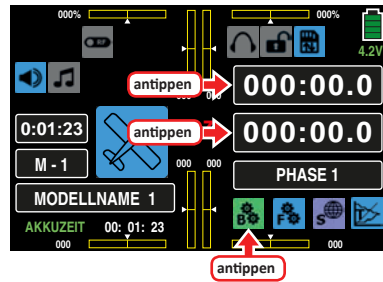 000% 000%
4.2V
antippen 000:00.0
000
0:01:23 antippen 000:00.0
M - 1 000 000 PHASE 1
MODELLNAME 1
B F S
AKKUZEIT 00: 01: 23
000 000
antippen